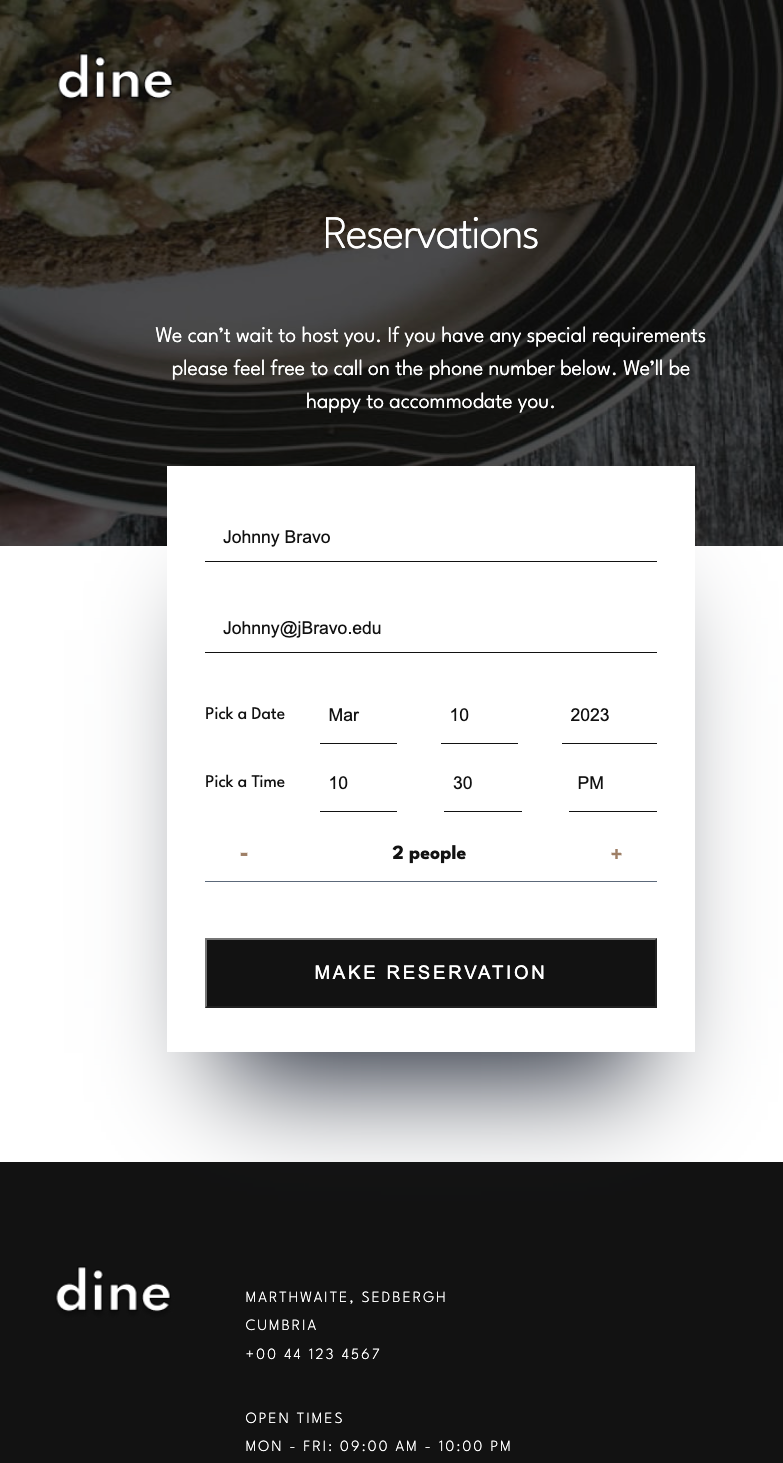 dine
Reservations
We can't wait to host you. If you have any special requirements
please feel free to call on the phone number below. We'll be
happy to accommodate you.
Johnny Bravo
Johnny@jBravo.edu
Pick a Date Mar 10 2023
Pick a Time 10 30 PM
- 2 people +
MAKE RESERVATION
dine
MARTHWAITE, SEDBERGH
CUMBRIA
+00 44 123 4567
OPEN TIMES
MON - FRI: 09:00 AM - 10:00 PM